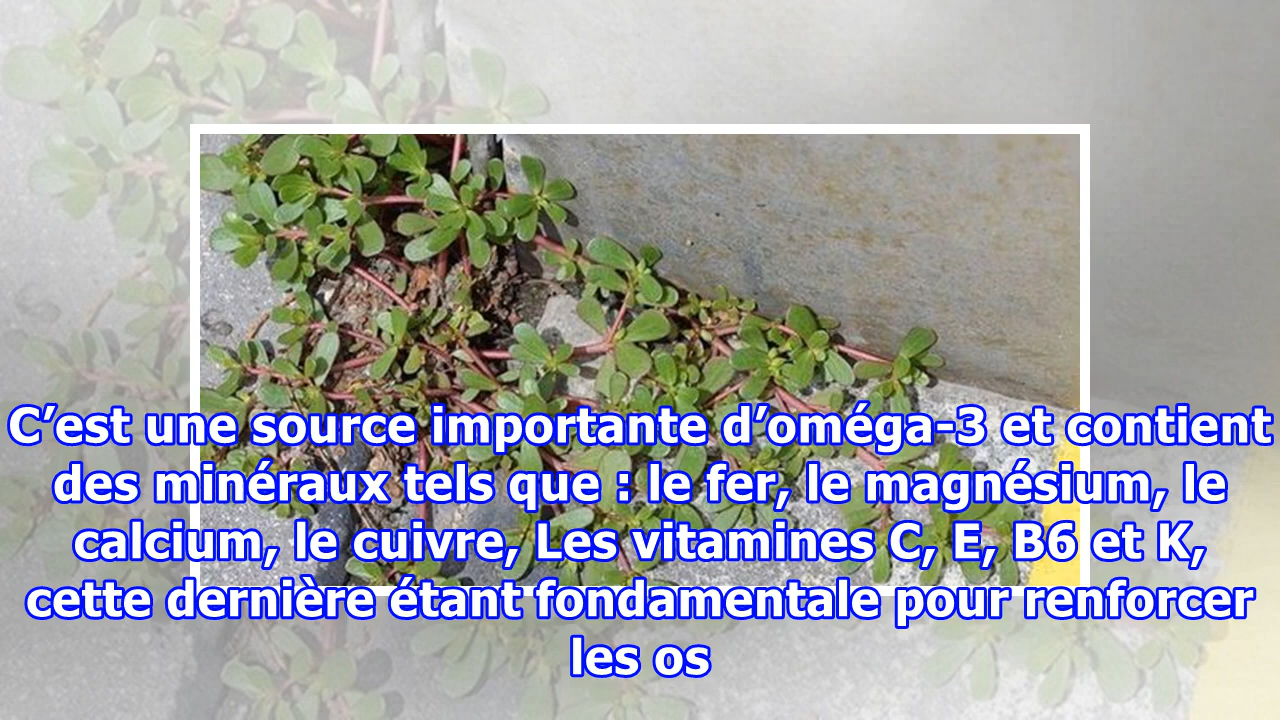 C’est une source importante d’oméga-3 et contient
des minéraux tels que : le fer, le magnésium, le
calcium, le cuivre, Les vitamines C, E, B6 et K,
cette dernière étant fondamentale pour renforcer
les os